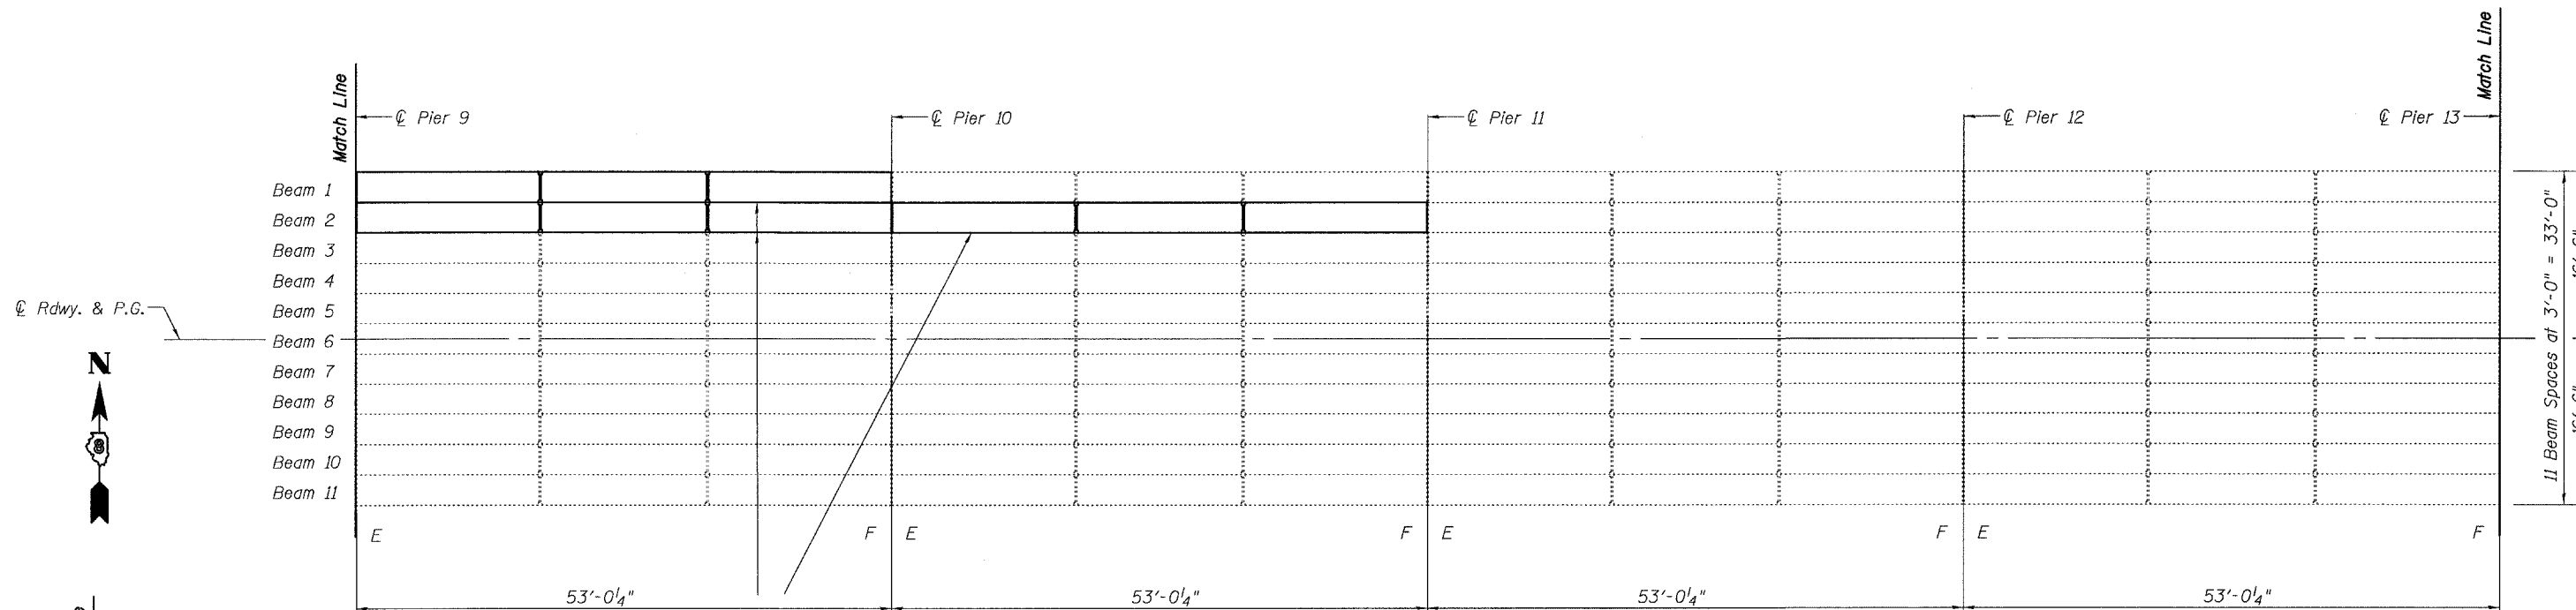 Match Line
Match Line
℄ Pier 9
℄ Pier 10
℄ Pier 11
℄ Pier 12
℄ Pier 13
Beam 1
Beam 2
Beam 3
Beam 4
Beam 5
℄ Rdwy. & P.G.
Beam 6
N
Beam 7
Beam 8
Beam 9
Beam 10
Beam 11
11 Beam Spaces at 3'-0" = 33'-0"
E
F
E
F
E
F
E
F
53'-0¼"
53'-0¼"
53'-0¼"
53'-0¼"